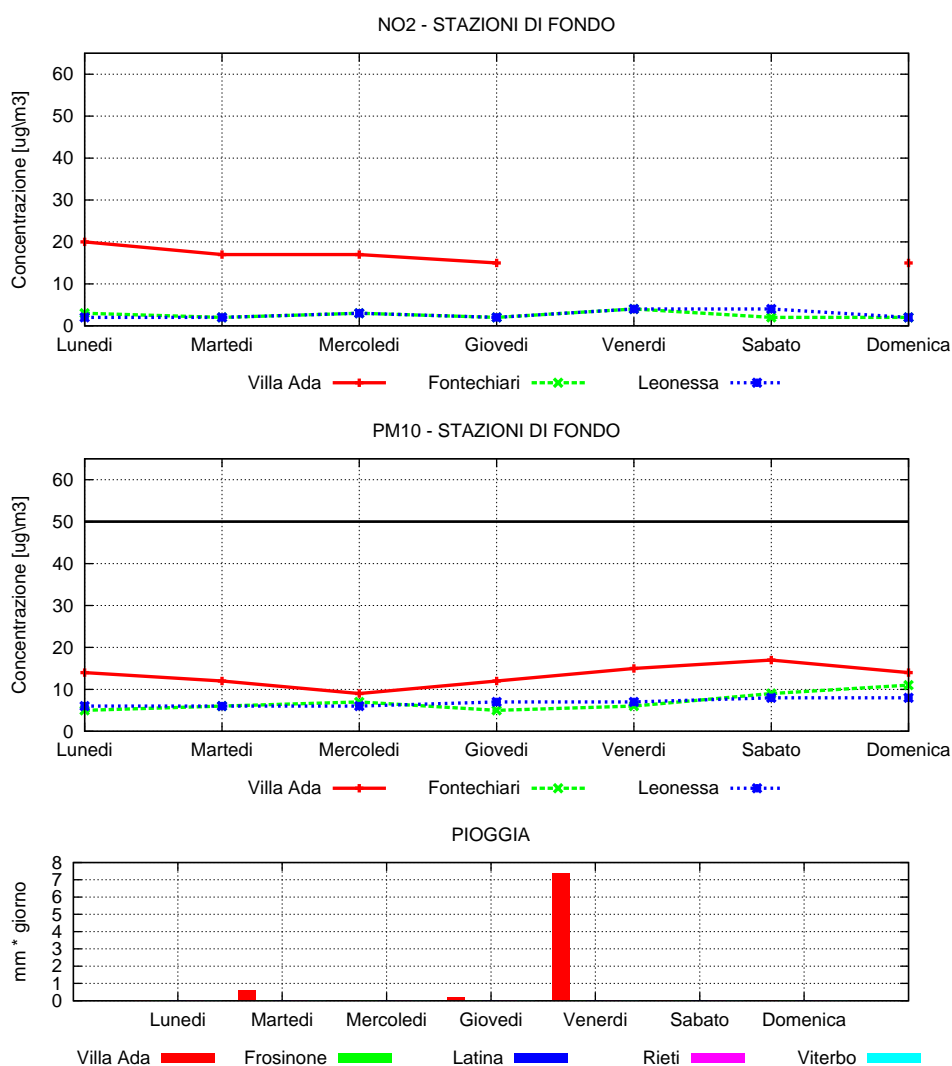 NO2 - STAZIONI DI FONDO
Concentrazione [ug\m3]
60
50
40
30
20
10
0
Lunedi Martedi Mercoledi Giovedi Venerdi Sabato Domenica
Villa Ada Fontechiari Leonessa
PM10 - STAZIONI DI FONDO
Concentrazione [ug\m3]
60
50
40
30
20
10
0
Lunedi Martedi Mercoledi Giovedi Venerdi Sabato Domenica
Villa Ada Fontechiari Leonessa
PIOGGIA
mm * giorno
8
7
6
5
4
3
2
1
0
Lunedi Martedi Mercoledi Giovedi Venerdi Sabato Domenica
Villa Ada Frosinone Latina Rieti Viterbo